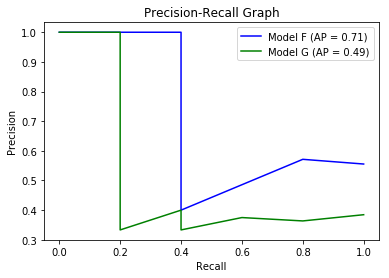 Precision-Recall Graph
Model F (AP = 0.71)
Model G (AP = 0.49)
Precision
1.0
0.9
0.8
0.7
0.6
0.5
0.4
0.3
0.0 0.2 0.4 0.6 0.8 1.0
Recall